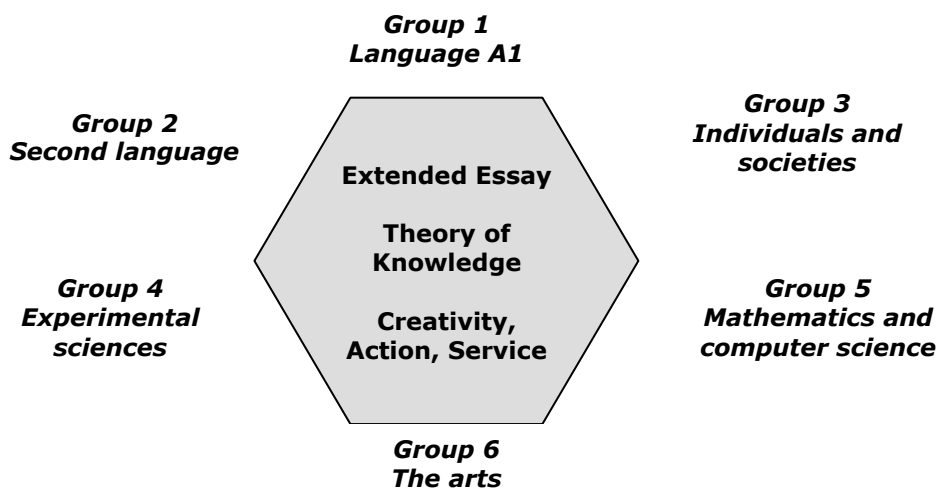 Group 1
Language A1
Group 2
Second language
Group 3
Individuals and
societies
Extended Essay
Theory of
Knowledge
Creativity,
Action, Service
Group 4
Experimental
sciences
Group 5
Mathematics and
computer science
Group 6
The arts